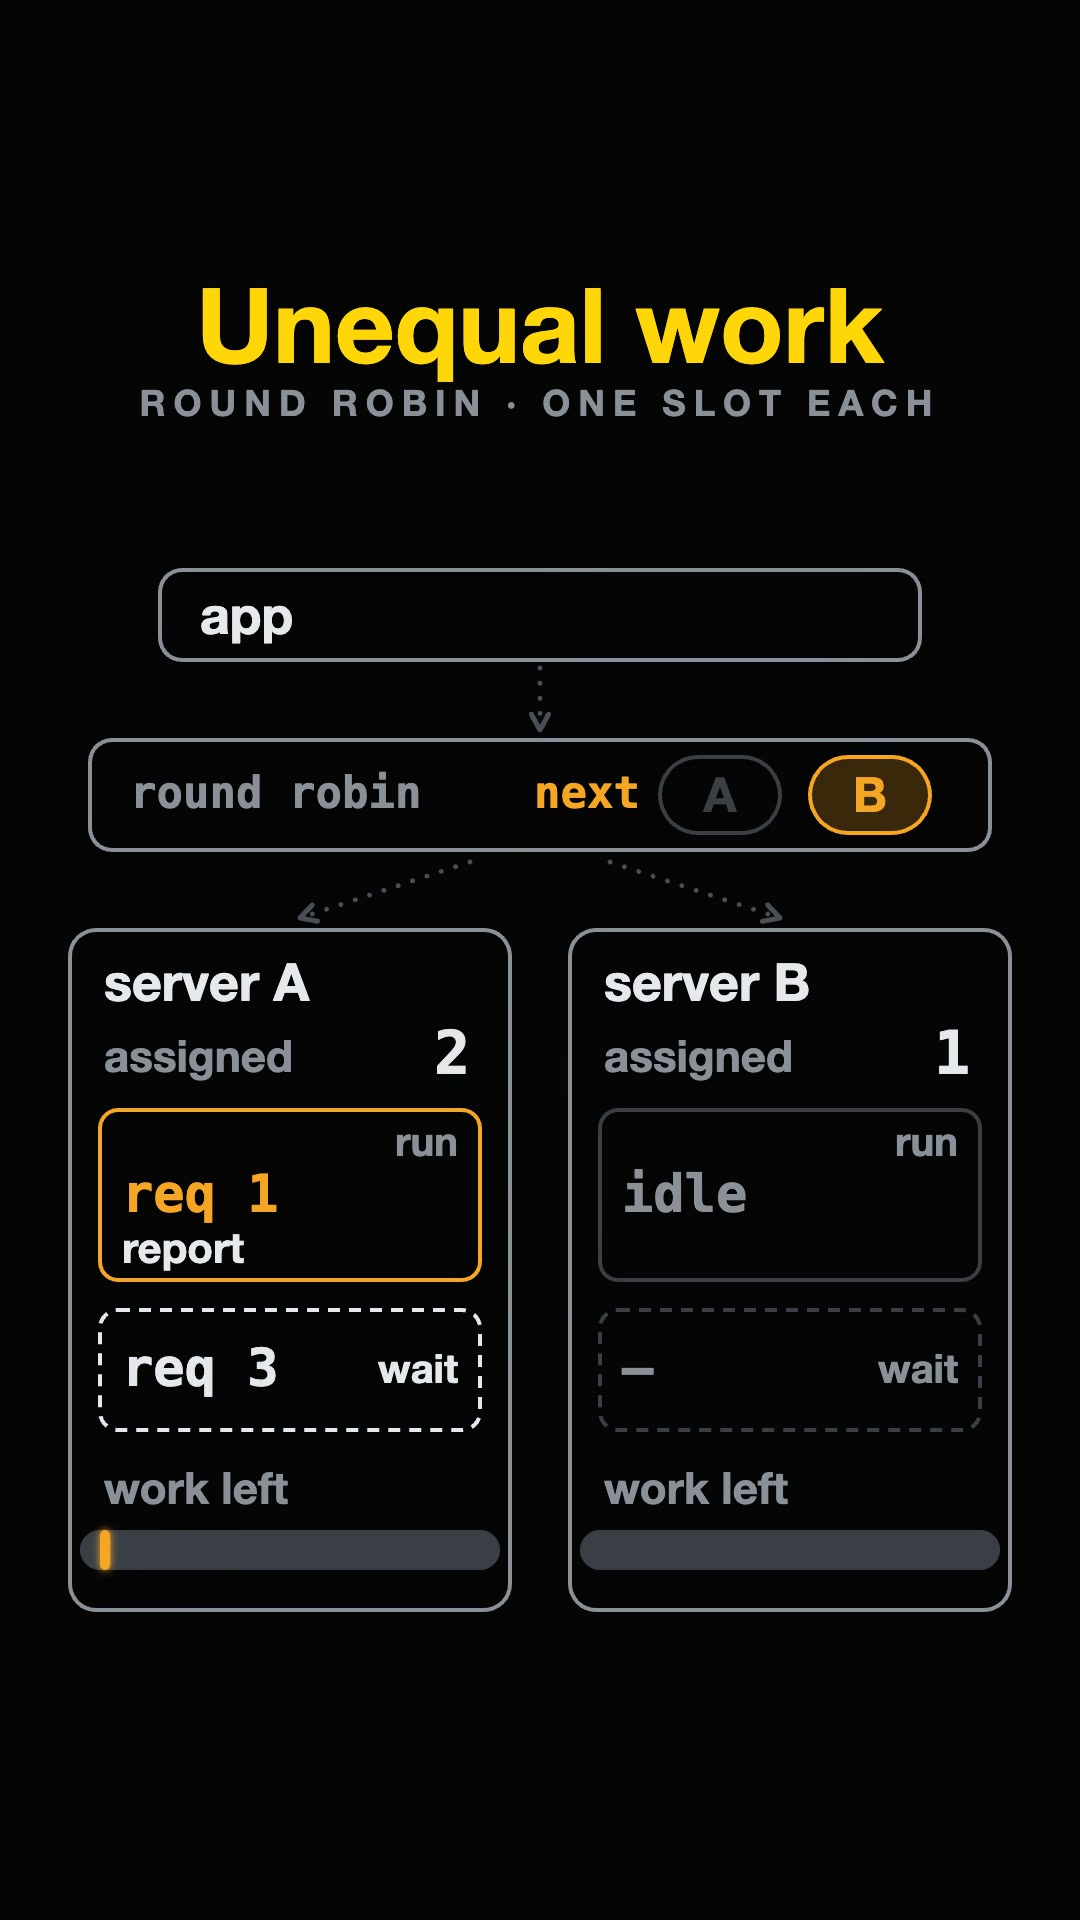 Unequal work
ROUND ROBIN · ONE SLOT EACH
app
round robin next A B
server A
assigned 2
run
req 1
report
req 3 wait
work left
server B
assigned 1
run
idle
– wait
work left